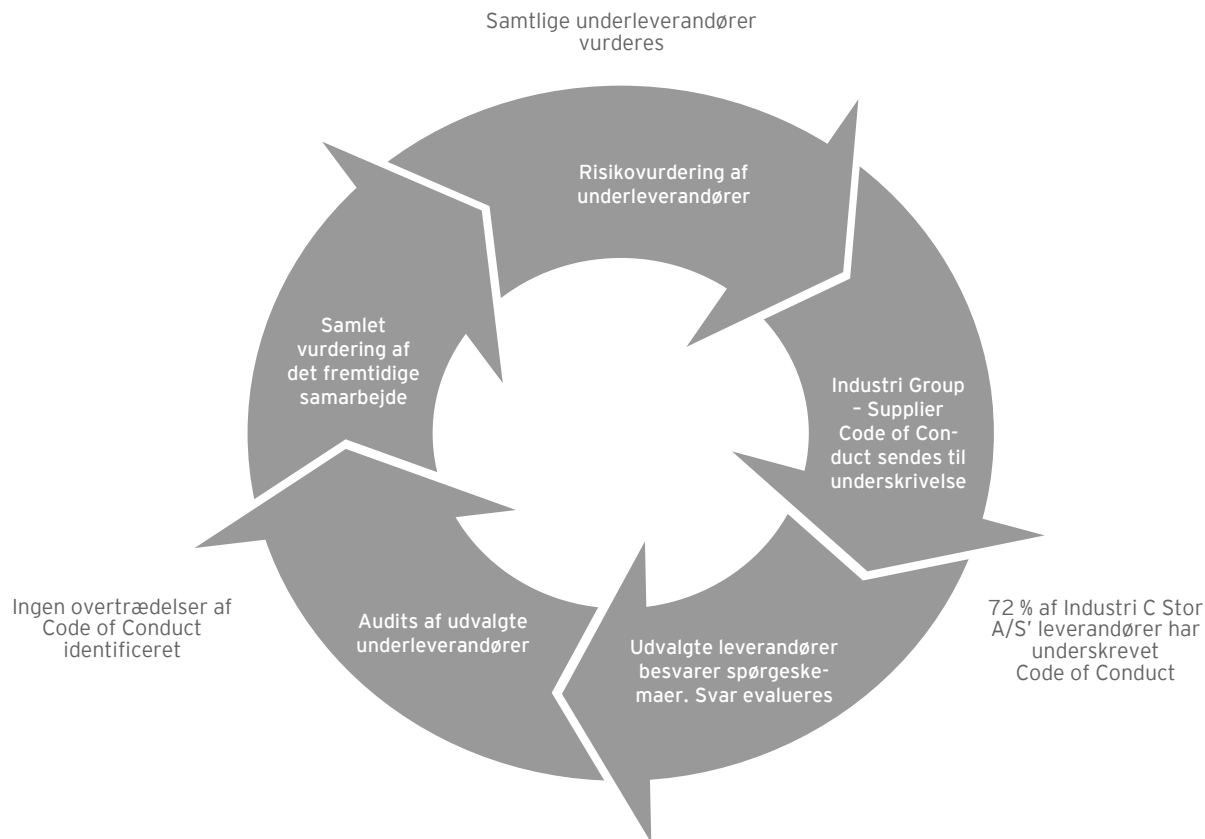 Samtlige underleverandører
vurderes
Risikovurdering af
underleverandører
Industri Group
– Supplier
Code of Con-
duct sendes til
underskrivelse
72 % af Industri C Stor
A/S' leverandører har
underskrevet
Code of Conduct
Udvalgte leverandører
besvarer spørgeske-
maer. Svar evalueres
Audits af udvalgte
underleverandører
Ingen overtrædelser af
Code of Conduct
identificeret
Samlet
vurdering af
det fremtidige
samarbejde